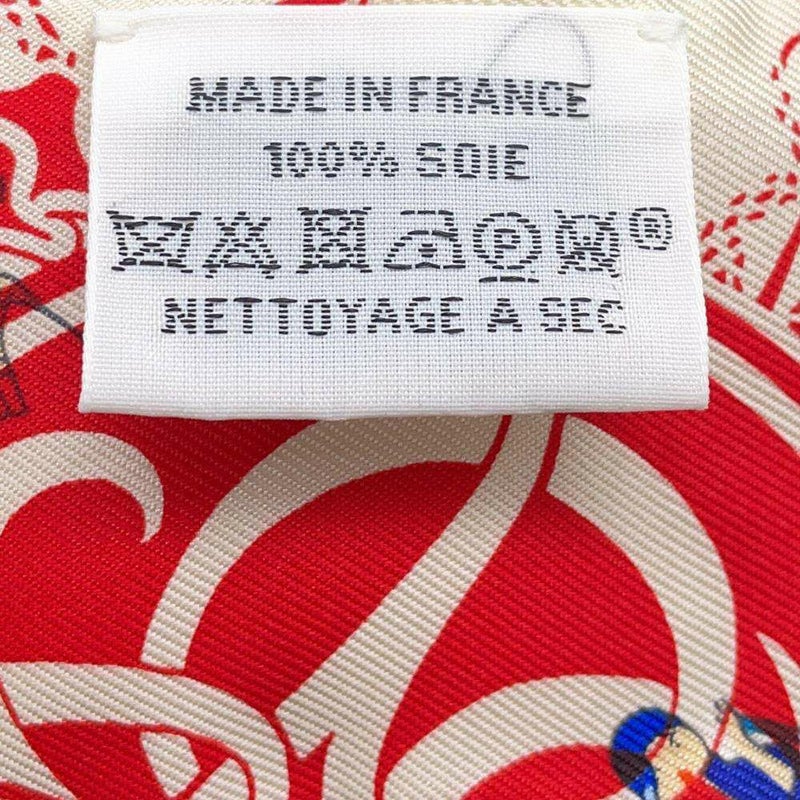 MADE IN FRANCE
100% SOIE
P ®
NETTOYAGE A SEC